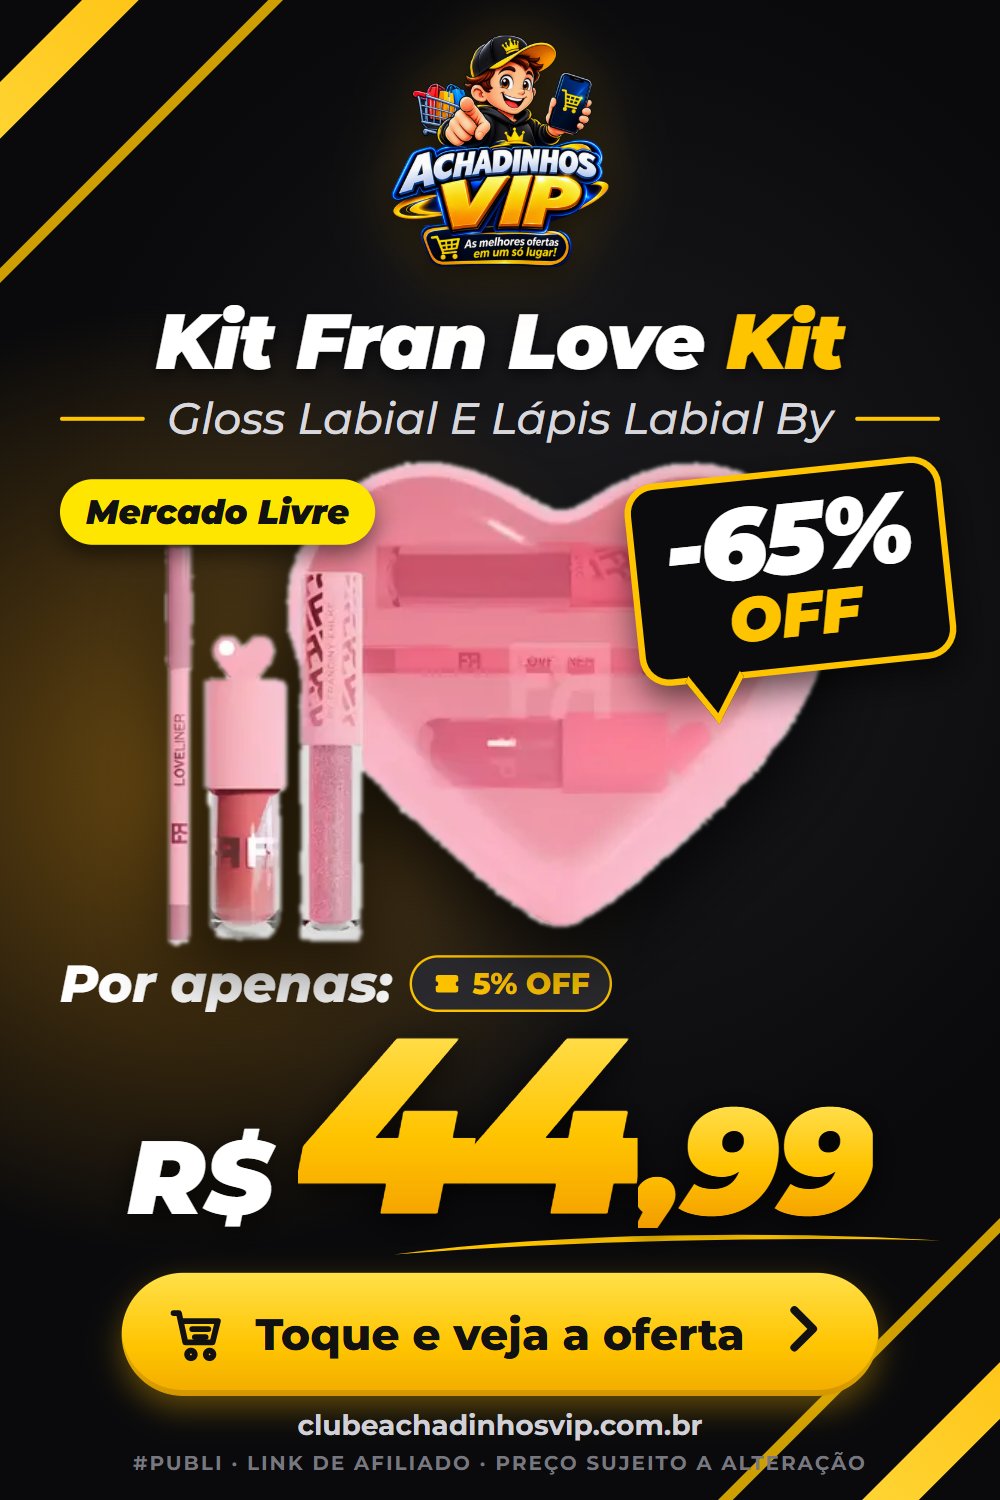 ACHADINHOS
VIP
As melhores ofertas
em um só lugar!
Kit Fran Love Kit
Gloss Labial E Lápis Labial By
Mercado Livre
-65%
OFF
LOVELINER
FR
Por apenas:
5% OFF
R$ 44,99
Toque e veja a oferta
clubeachadinhosvip.com.br
#PUBLI · LINK DE AFILIADO · PREÇO SUJEITO A ALTERAÇÃO